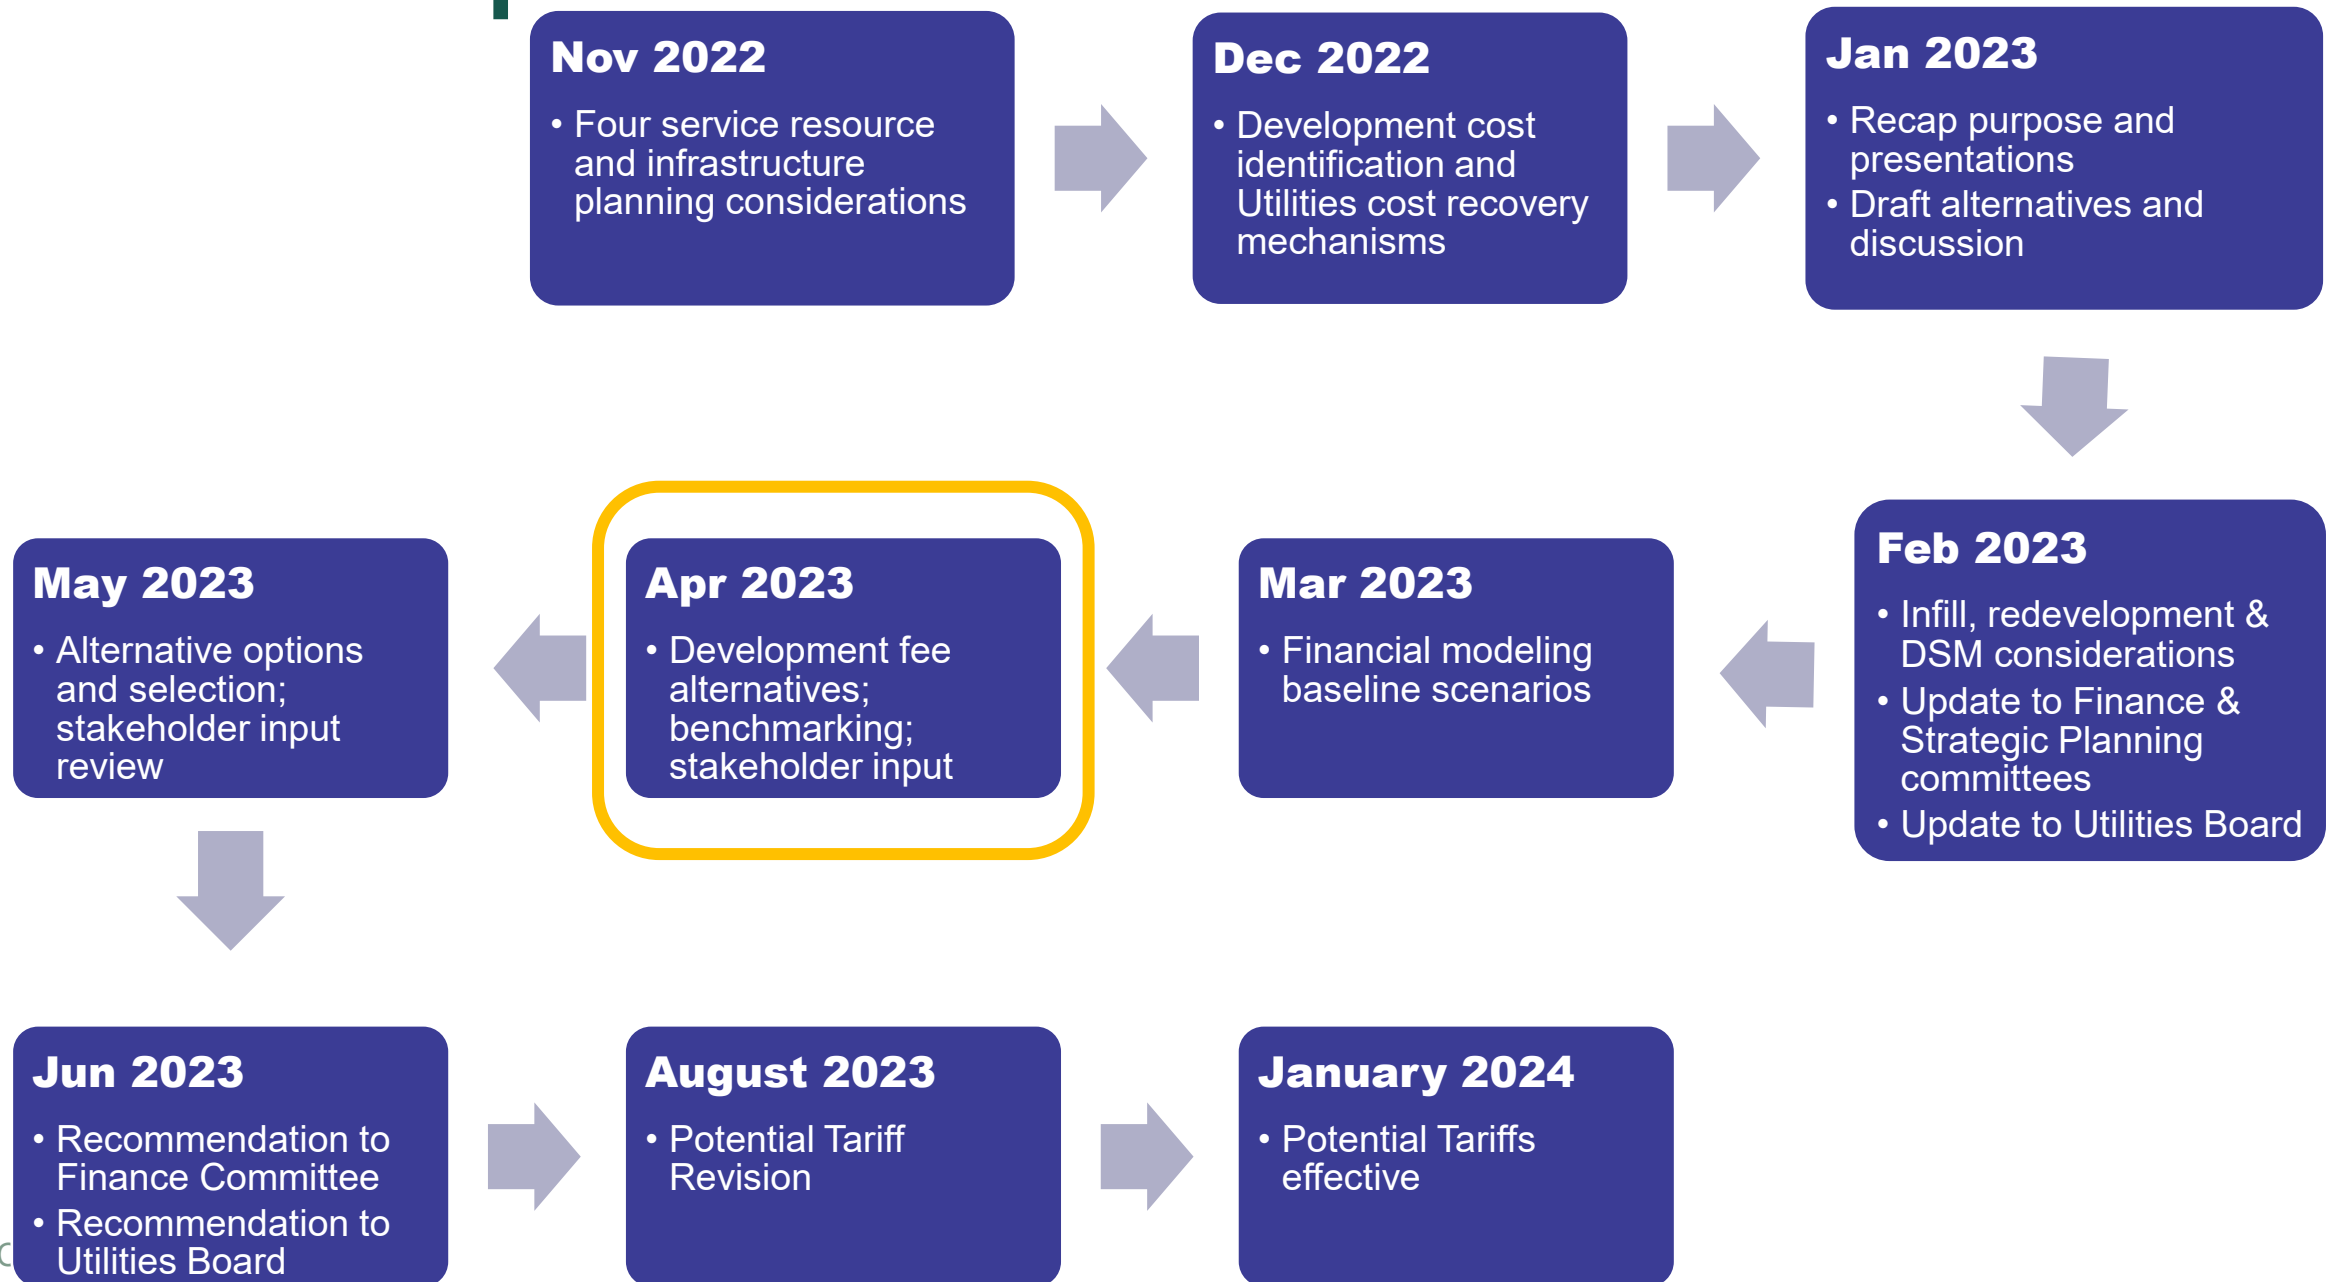 Nov 2022
• Four service resource
and infrastructure
planning considerations
Dec 2022
• Development cost
identification and
Utilities cost recovery
mechanisms
Jan 2023
• Recap purpose and
presentations
• Draft alternatives and
discussion
Feb 2023
• Infill, redevelopment &
DSM considerations
• Update to Finance &
Strategic Planning
committees
• Update to Utilities Board
Mar 2023
• Financial modeling
baseline scenarios
Apr 2023
• Development fee
alternatives;
benchmarking;
stakeholder input
May 2023
• Alternative options
and selection;
stakeholder input
review
Jun 2023
• Recommendation to
Finance Committee
• Recommendation to
Utilities Board
August 2023
• Potential Tariff
Revision
January 2024
• Potential Tariffs
effective